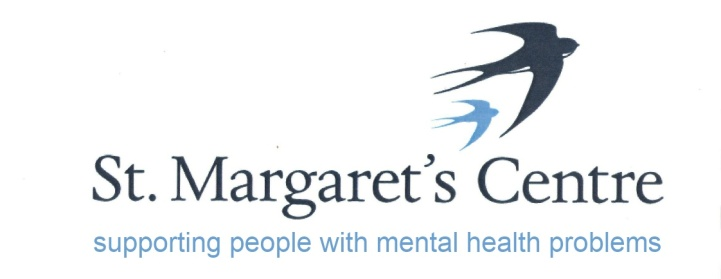 St. Margaret's Centre
supporting people with mental health problems